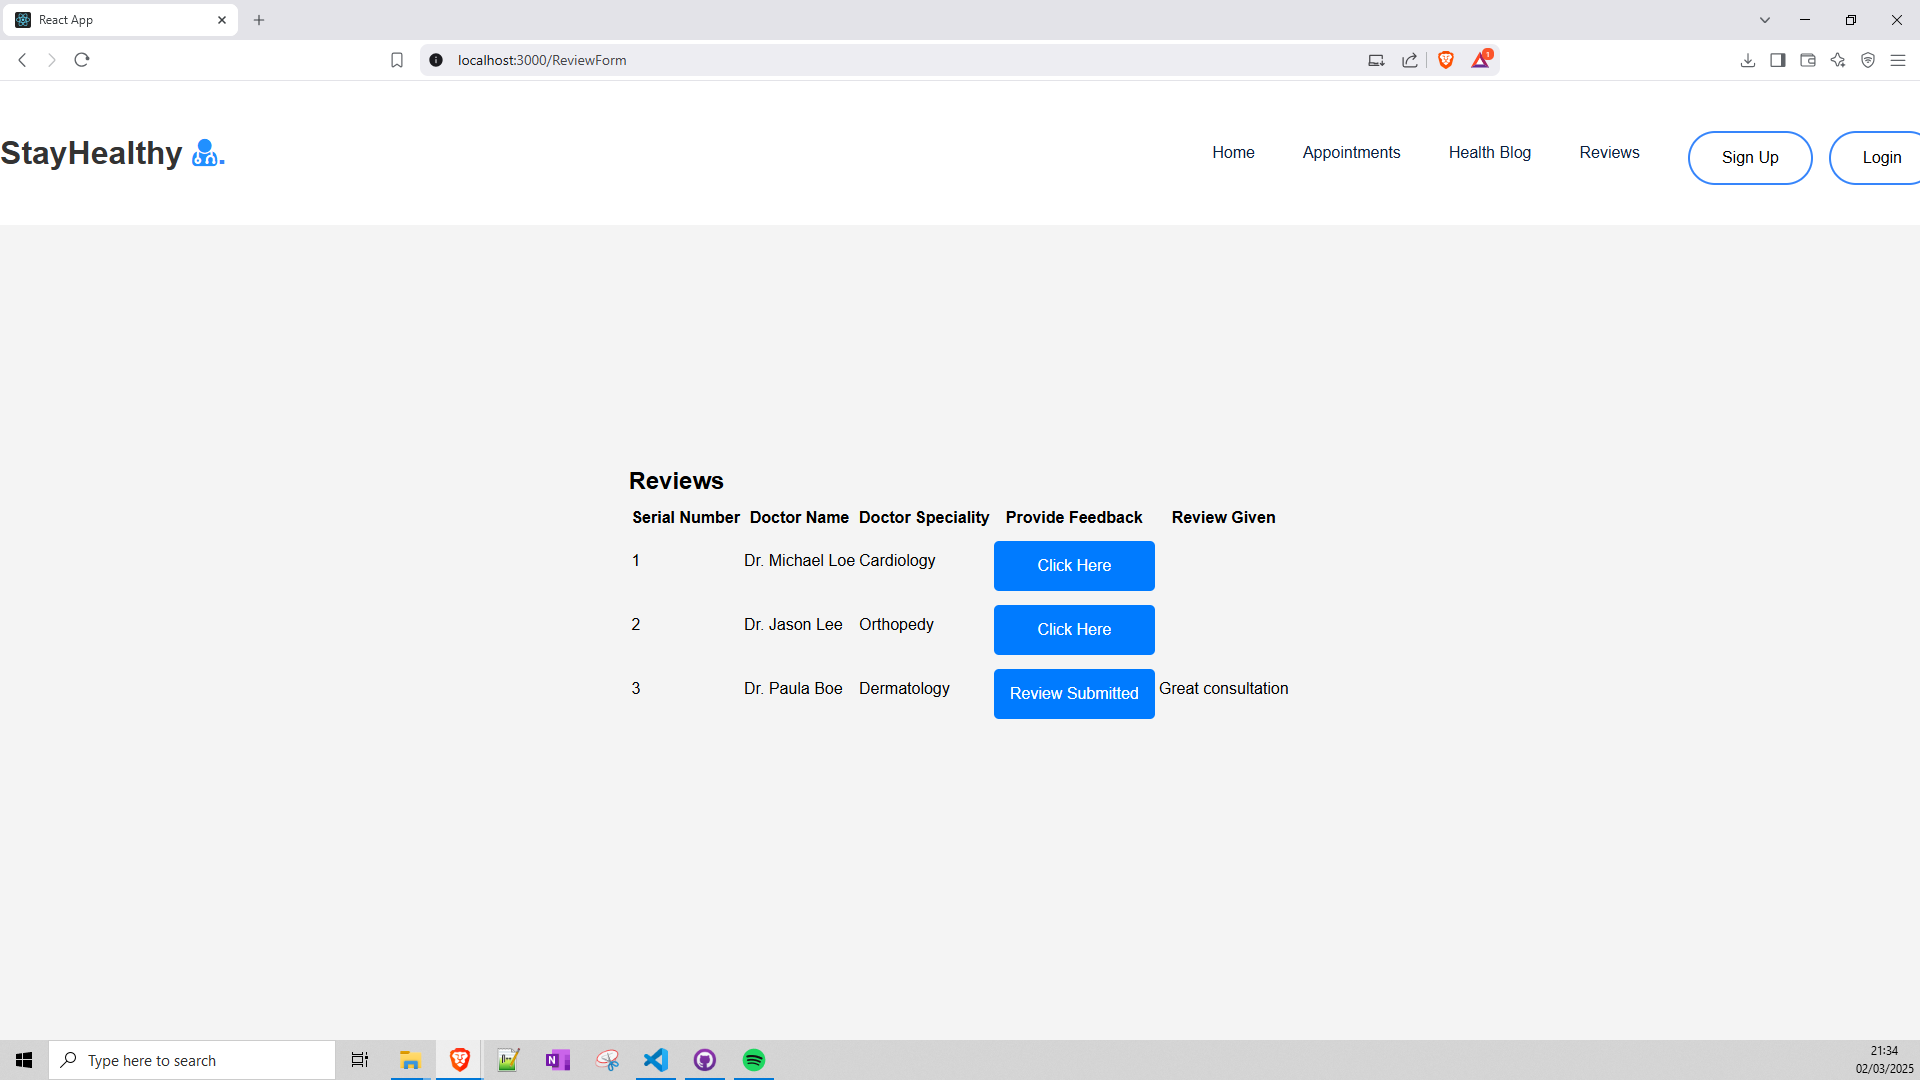 React App
localhost:3000/ReviewForm
1
StayHealthy .
Home Appointments Health Blog Reviews Sign Up Login
Reviews
Serial Number Doctor Name Doctor Speciality Provide Feedback Review Given
1 Dr. Michael Loe Cardiology Click Here
2 Dr. Jason Lee Orthopedy Click Here
3 Dr. Paula Boe Dermatology Review Submitted Great consultation
Type here to search
21:34
02/03/2025